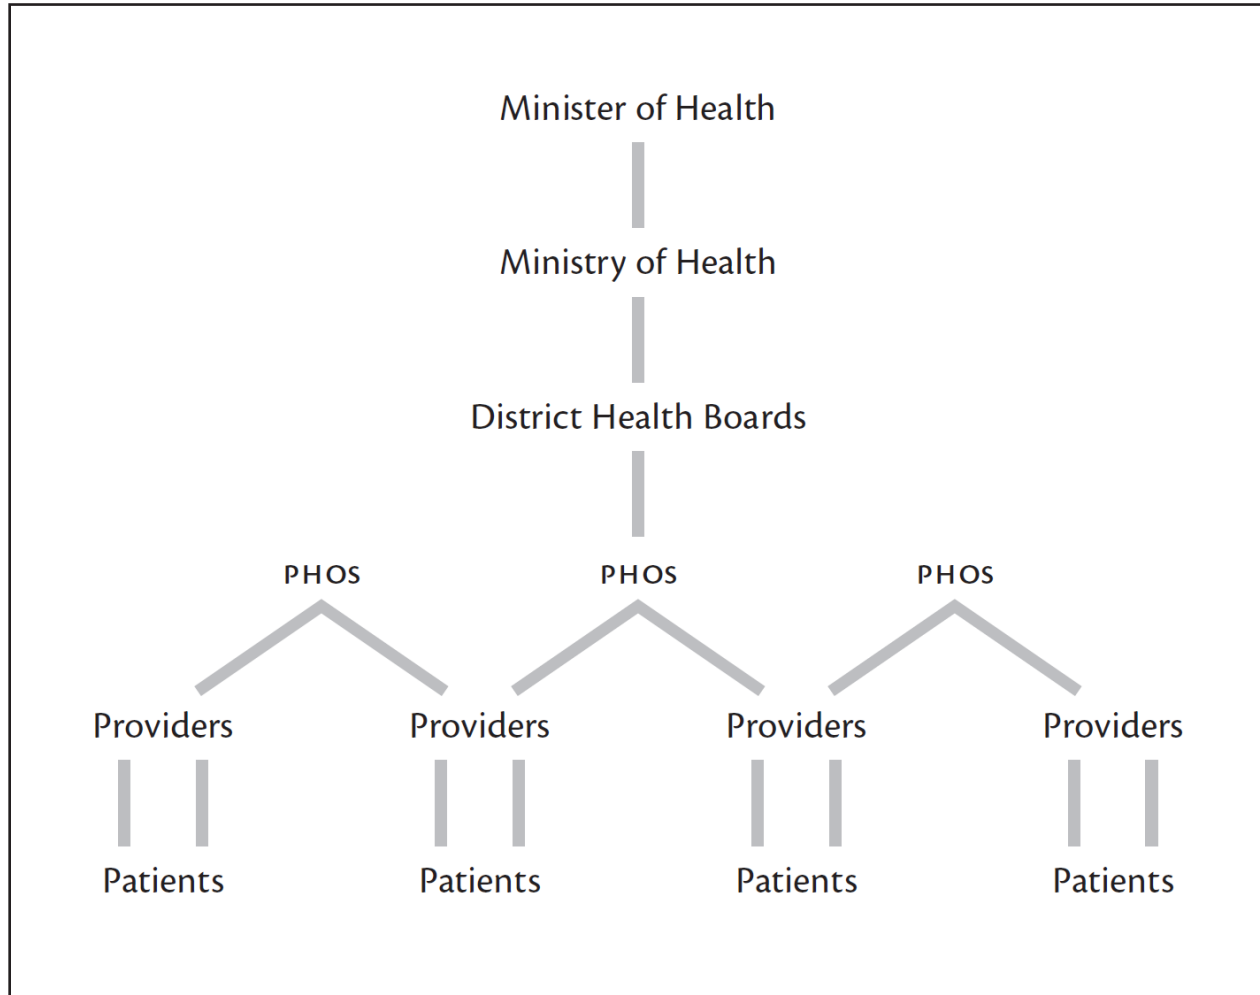 Minister of Health
Ministry of Health
District Health Boards
PHOS PHOS PHOS
Providers Providers Providers Providers
Patients Patients Patients Patients